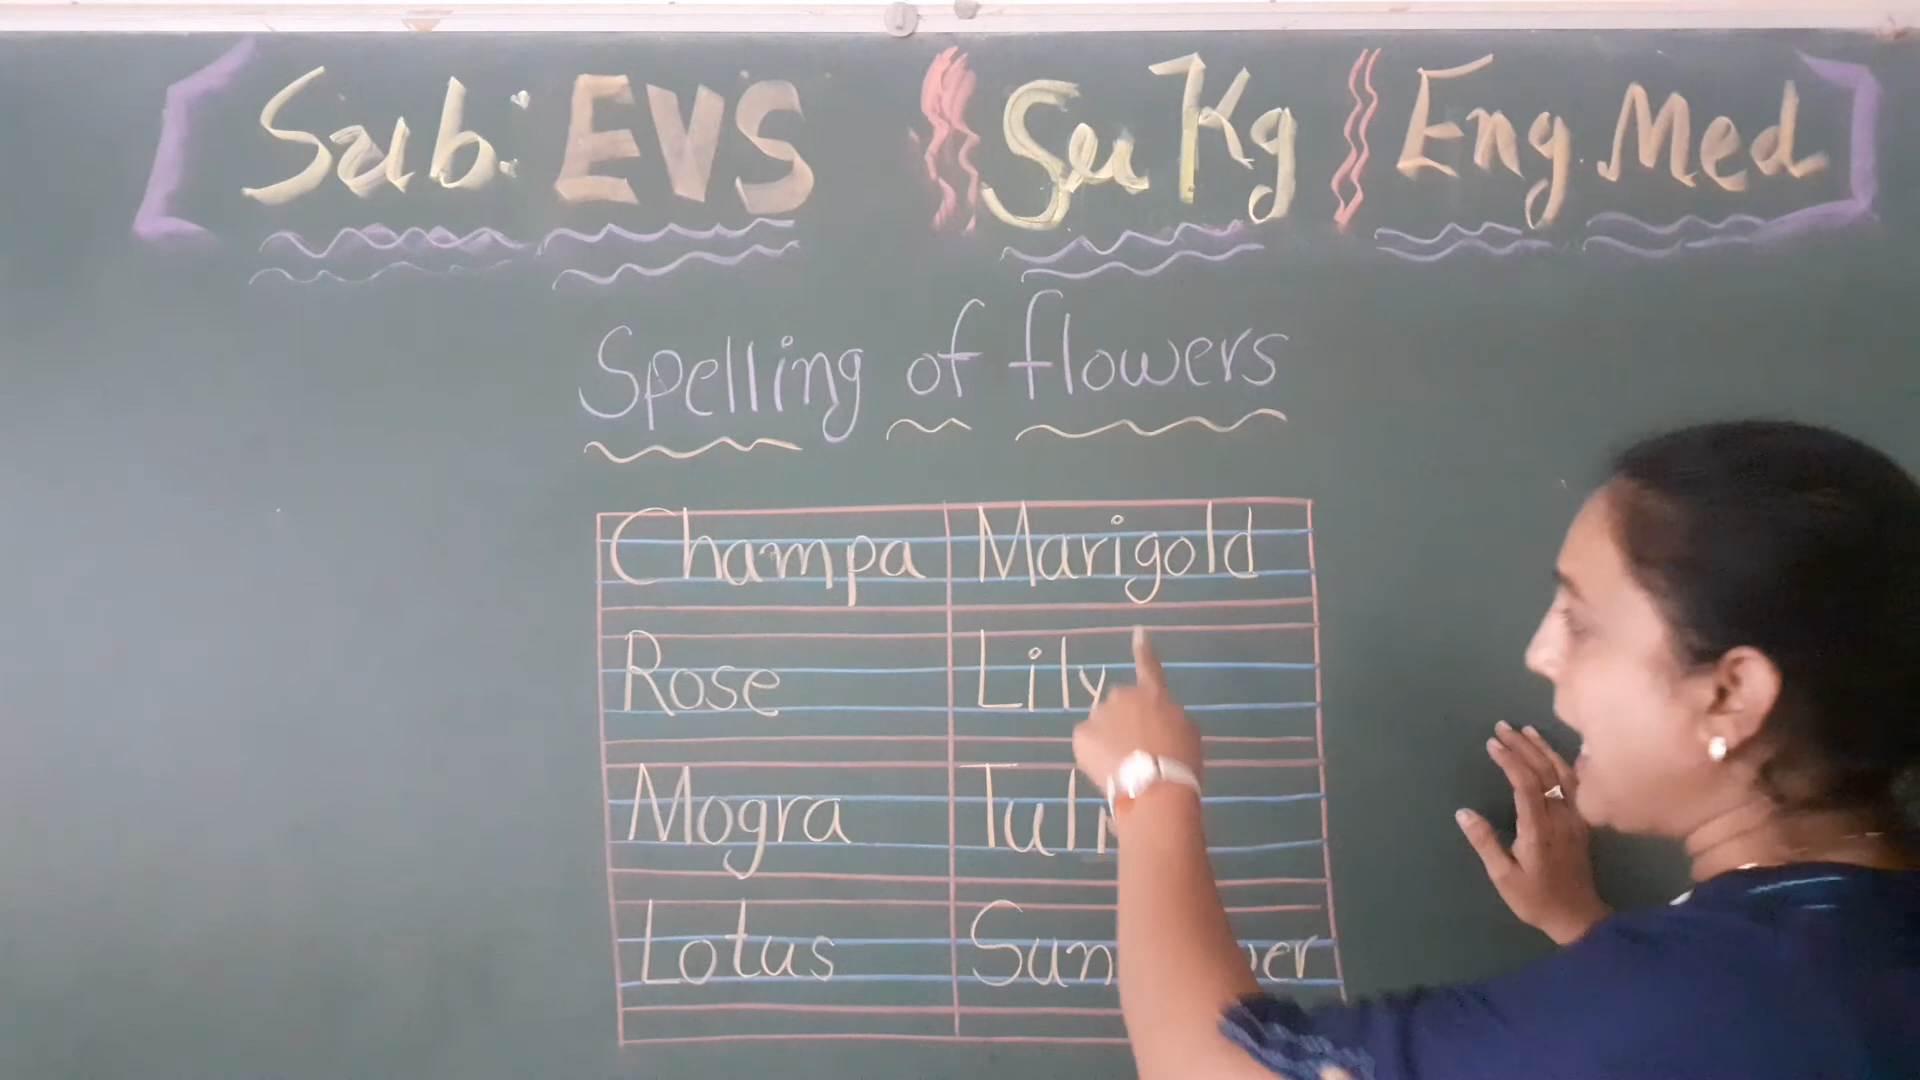 Sub: EVS Sr Kg Eng Med
Spelling of flowers
Champa Marigold
Rose Lily
Mogra
Lotus